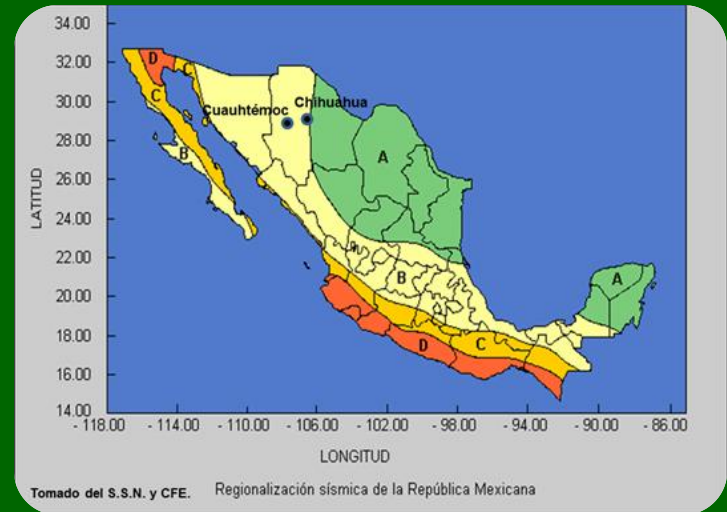 34.00
32.00
30.00
28.00
26.00
24.00
22.00
20.00
18.00
16.00
14.00
LATITUD
D
C
C
Cuauhtémoc
Chihuahua
B
A
A
B
C
D
- 118.00 - 114.00 - 110.00 - 106.00 - 102.00 - 98.00 - 94.00 - 90.00 - 86.00
LONGITUD
Tomado del S.S.N. y CFE. Regionalización sísmica de la República Mexicana